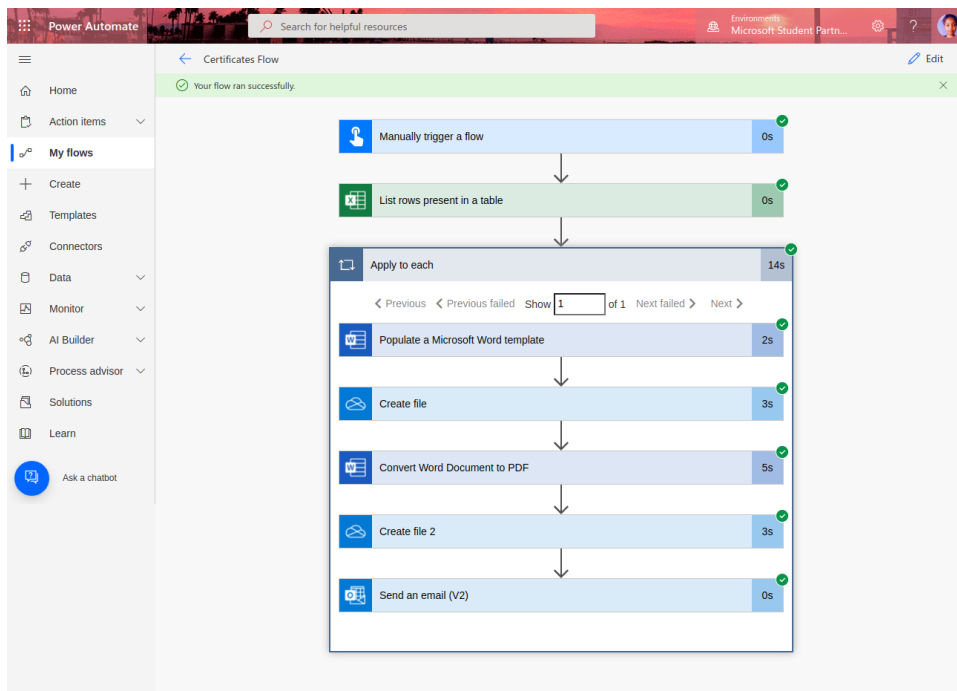 Power Automate
Search for helpful resources
Environments
Microsoft Student Partn...
?
Certificates Flow
Edit
Your flow ran successfully.
Home
Action items
My flows
Create
Templates
Connectors
Data
Monitor
AI Builder
Process advisor
Solutions
Learn
Ask a chatbot
Manually trigger a flow
0s
List rows present in a table
0s
Apply to each
14s
Previous Previous failed Show 1 of 1 Next failed Next
Populate a Microsoft Word template
2s
Create file
3s
Convert Word Document to PDF
5s
Create file 2
3s
Send an email (V2)
0s